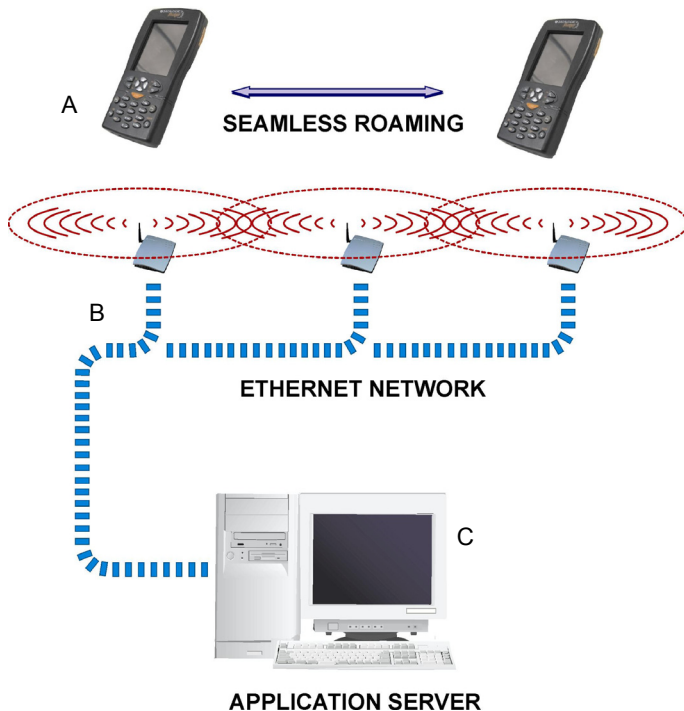 A
SEAMLESS ROAMING
B
ETHERNET NETWORK
C
APPLICATION SERVER